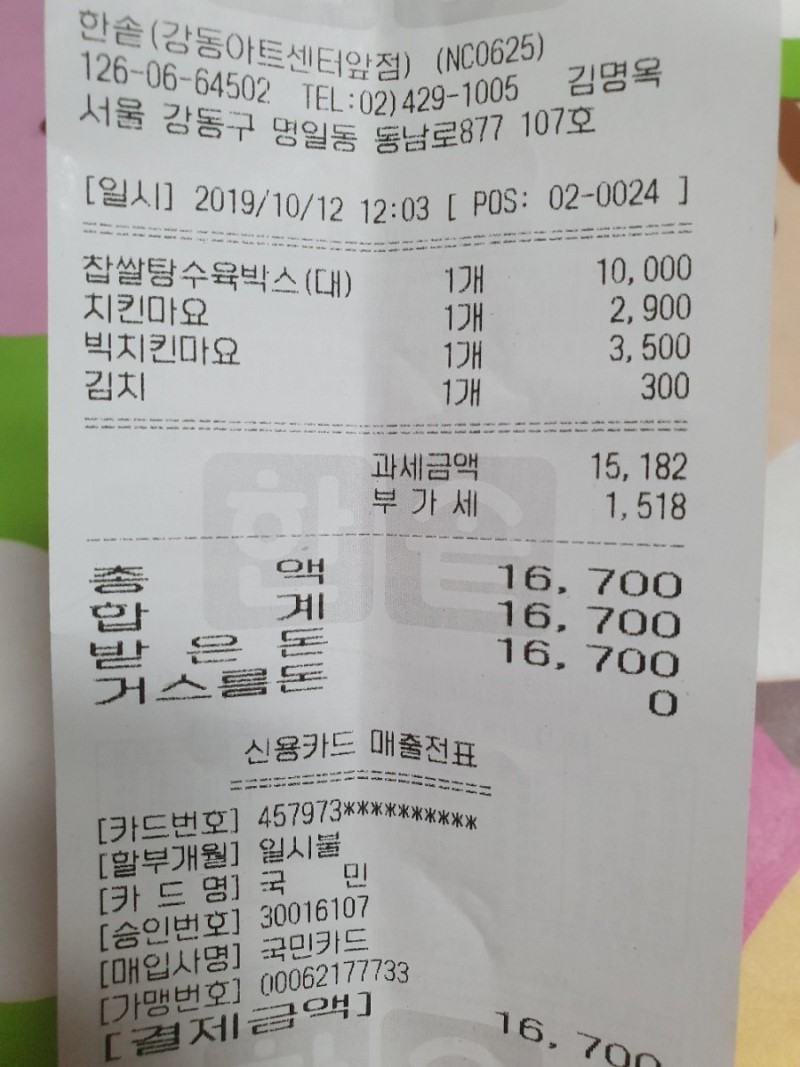 한솥(강동아트센터앞점) (NC0625)
126-06-64502 TEL:02)429-1005 김명옥
서울 강동구 명일동 동남로877 107호
[일시] 2019/10/12 12:03 [ POS: 02-0024 ]
찹쌀탕수육박스(대) 1개 10,000
치킨마요 1개 2,900
빅치킨마요 1개 3,500
김치 1개 300
과세금액 15,182
부 가 세 1,518
총 액 16,700
합 계 16,700
받 은 돈 16,700
거스름돈 0
신용카드 매출전표
[카드번호] 457973**********
[할부개월] 일시불
[카 드 명] 국 민
[승인번호] 30016107
[매입사명] 국민카드
[가맹번호] 00062177733
[결제금액] 16,700
한솥